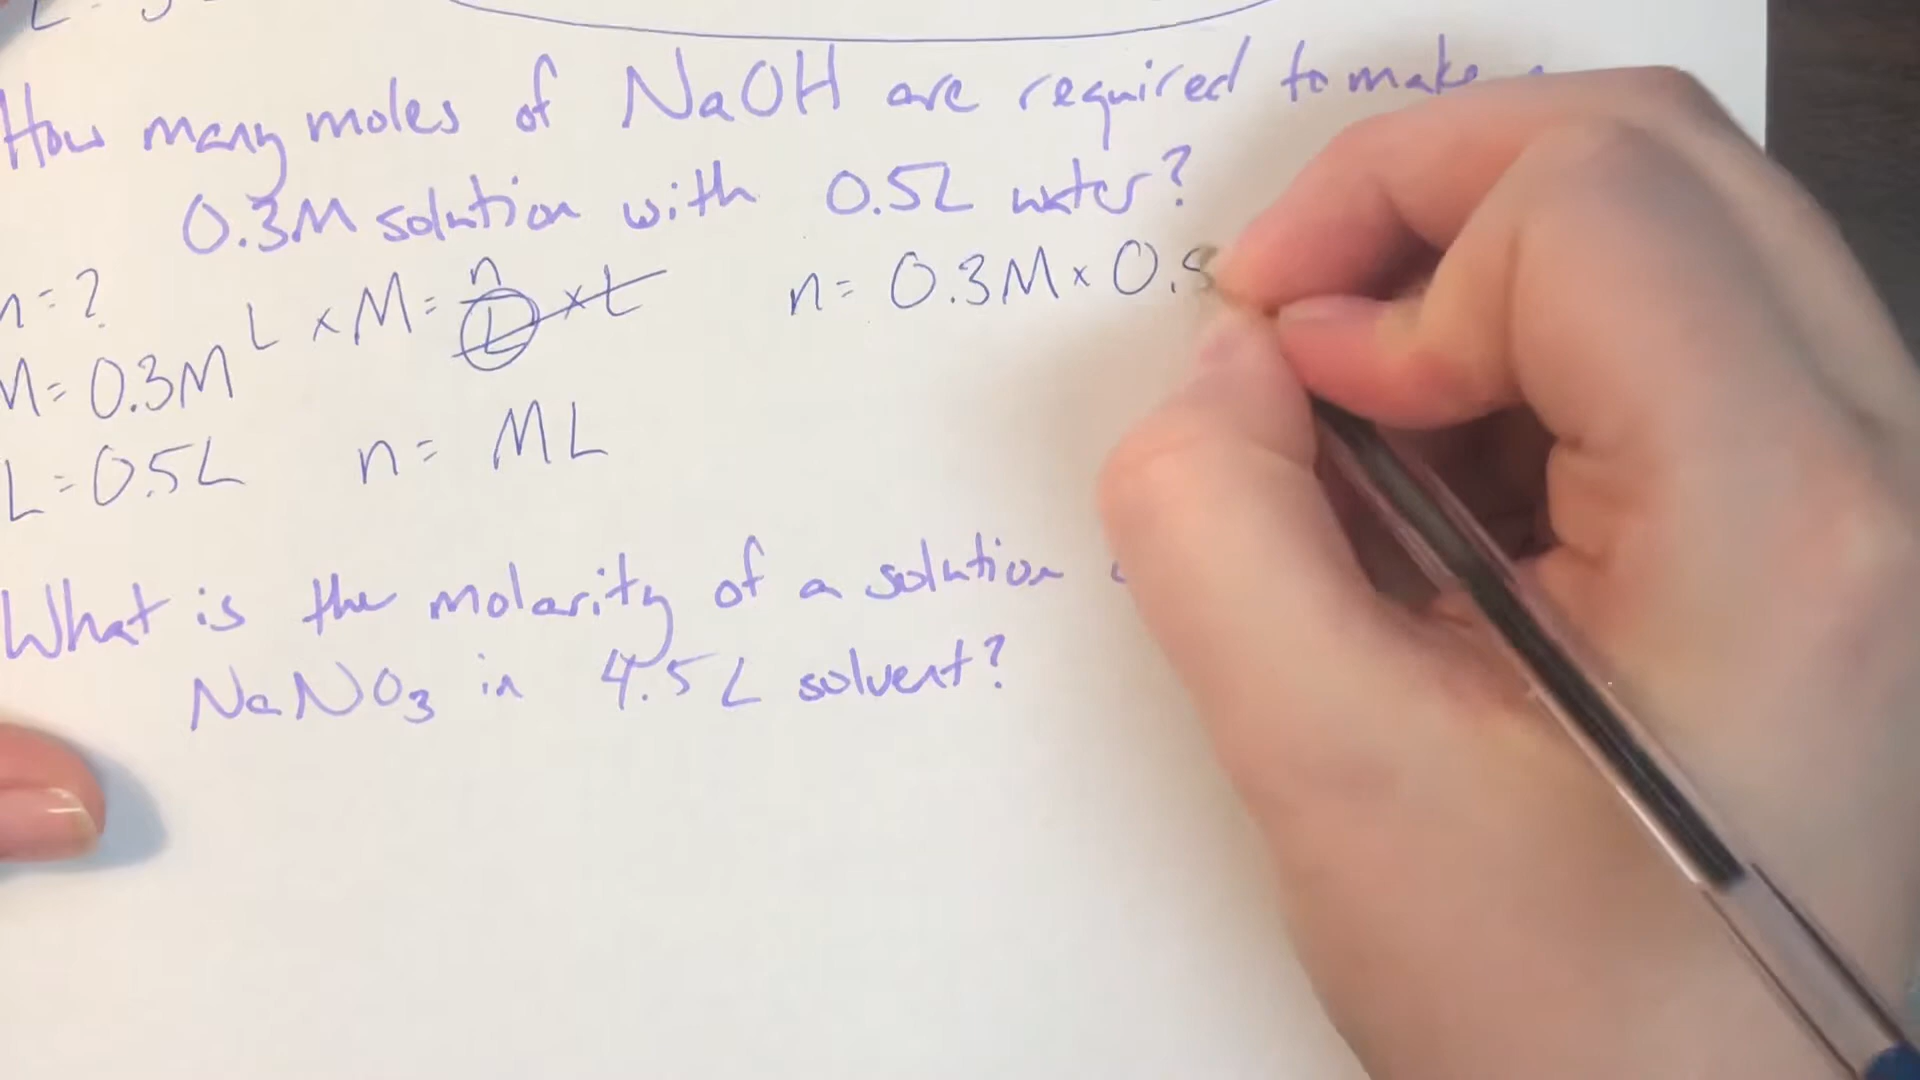 How many moles of NaOH are required to make
0.3M solution with 0.5L water?
n = ?
L × M = n/L × L
n = 0.3M × 0.5
M = 0.3M
L = 0.5L
n = ML
What is the molarity of a solution
NaNO3 in 4.5L solvent?